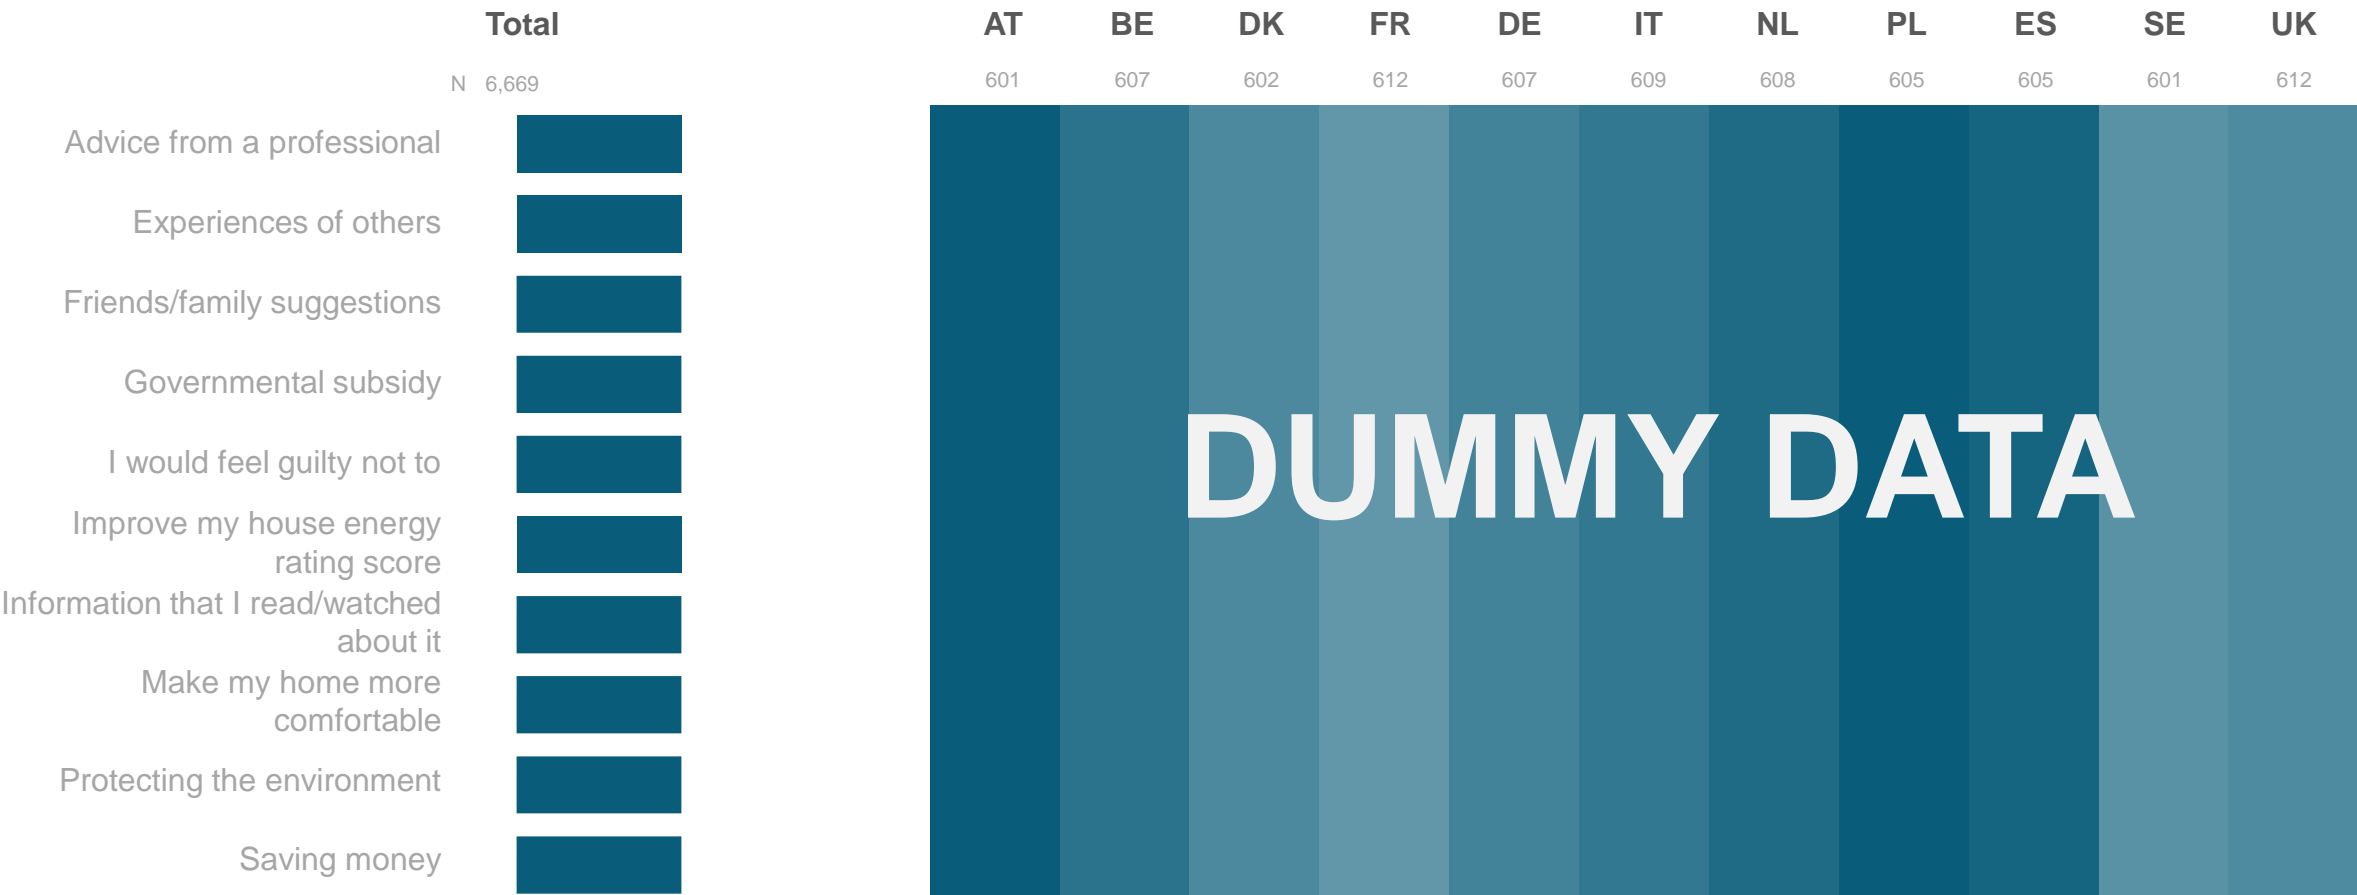 Total AT BE DK FR DE IT NL PL ES SE UK
N 6,669 601 607 602 612 607 609 608 605 605 601 612
Advice from a professional
Experiences of others
Friends/family suggestions
Governmental subsidy
I would feel guilty not to
DUMMY DATA
Improve my house energy
rating score
Information that I read/watched
about it
Make my home more
comfortable
Protecting the environment
Saving money